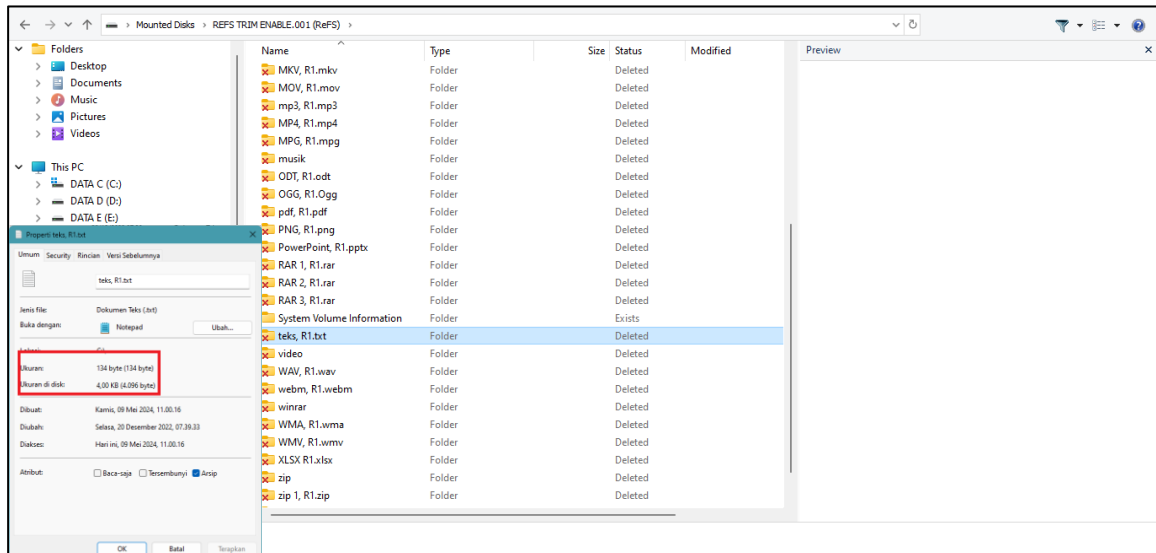 Mounted Disks > REFS TRIM ENABLE.001 (ReFS) >
Folders
Desktop
Documents
Music
Pictures
Videos
This PC
DATA C (C:)
DATA D (D:)
DATA E (E:)
Name Type Size Status Modified
MKV, R1.mkv Folder Deleted
MOV, R1.mov Folder Deleted
mp3, R1.mp3 Folder Deleted
MP4, R1.mp4 Folder Deleted
MPG, R1.mpg Folder Deleted
musik Folder Deleted
ODT, R1.odt Folder Deleted
OGG, R1.Ogg Folder Deleted
pdf, R1.pdf Folder Deleted
PNG, R1.png Folder Deleted
PowerPoint, R1.pptx Folder Deleted
RAR 1, R1.rar Folder Deleted
RAR 2, R1.rar Folder Deleted
RAR 3, R1.rar Folder Deleted
System Volume Information Folder Exists
teks, R1.txt Folder Deleted
video Folder Deleted
WAV, R1.wav Folder Deleted
webm, R1.webm Folder Deleted
winrar Folder Deleted
WMA, R1.wma Folder Deleted
WMV, R1.wmv Folder Deleted
XLSX R1.xlsx Folder Deleted
zip Folder Deleted
zip 1, R1.zip Folder Deleted
Preview
Properti teks, R1.txt
Umum Security Rincian Versi Sebelumnya
teks, R1.txt
Jenis file: Dokumen Teks (.txt)
Buka dengan: Notepad Ubah...
Ukuran: 134 byte (134 byte)
Ukuran di disk: 4,00 KB (4.096 byte)
Dibuat: Kamis, 09 Mei 2024, 11.00.16
Diubah: Selasa, 20 Desember 2022, 07.39.33
Diakses: Hari ini, 09 Mei 2024, 11.00.16
Atribut: Baca-saja Tersembunyi Arsip
OK Batal Terapkan